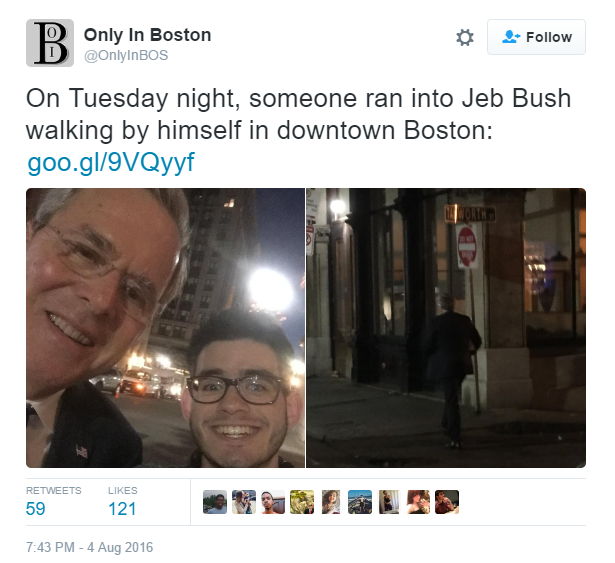 Only In Boston
@OnlyInBOS
Follow
On Tuesday night, someone ran into Jeb Bush
walking by himself in downtown Boston:
goo.gl/9VQyyf
RETWEETS
LIKES
59
121
7:43 PM - 4 Aug 2016